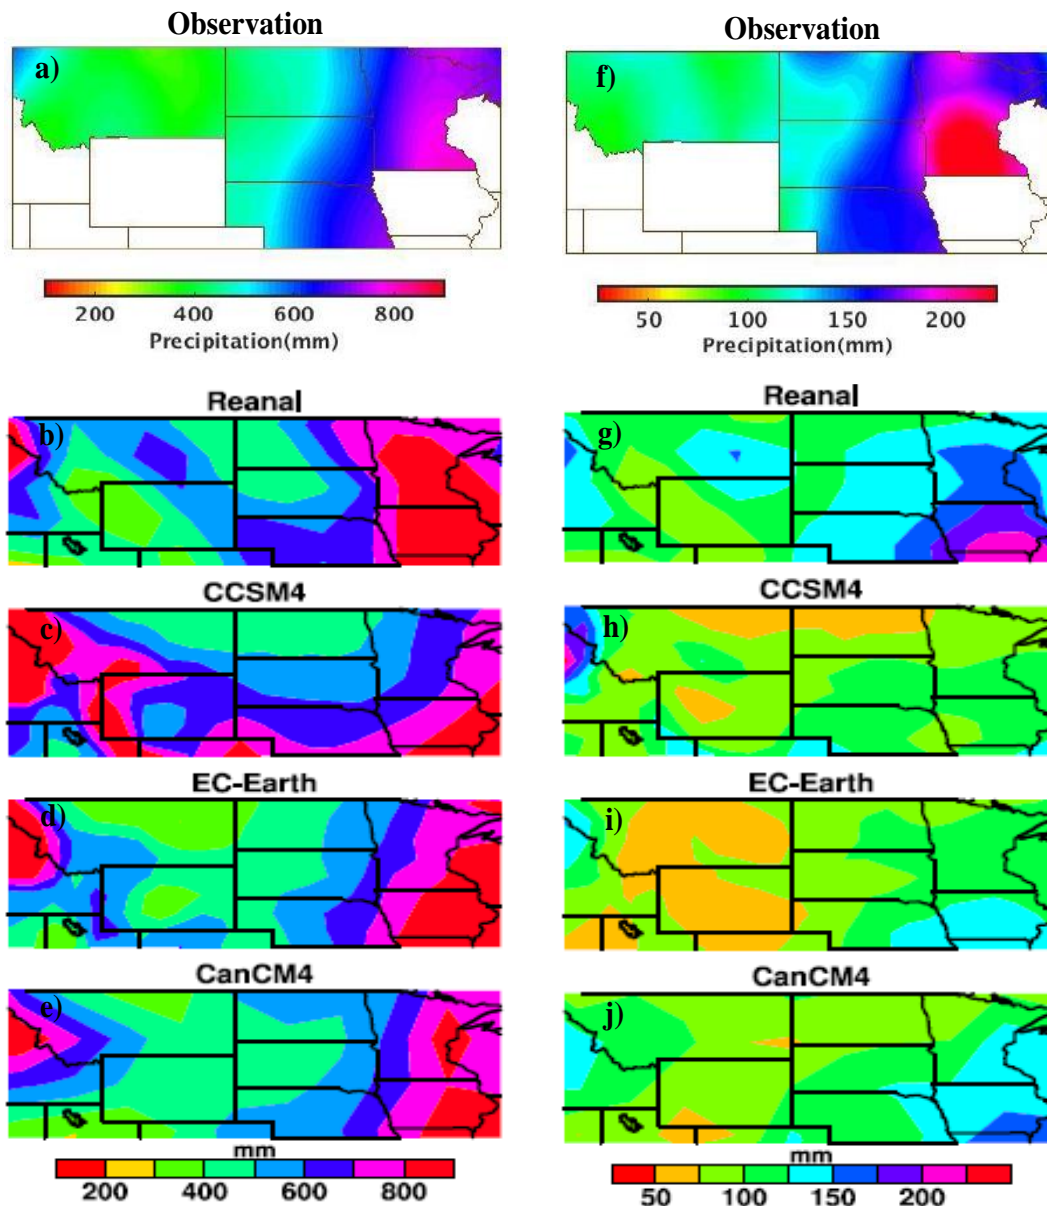 Observation
a)
200 400 600 800
Precipitation(mm)
Reanal
b)
CCSM4
c)
EC-Earth
d)
CanCM4
e)
mm
200 400 600 800
Observation
f)
50 100 150 200
Precipitation(mm)
Reanal
g)
CCSM4
h)
EC-Earth
i)
CanCM4
j)
mm
50 100 150 200